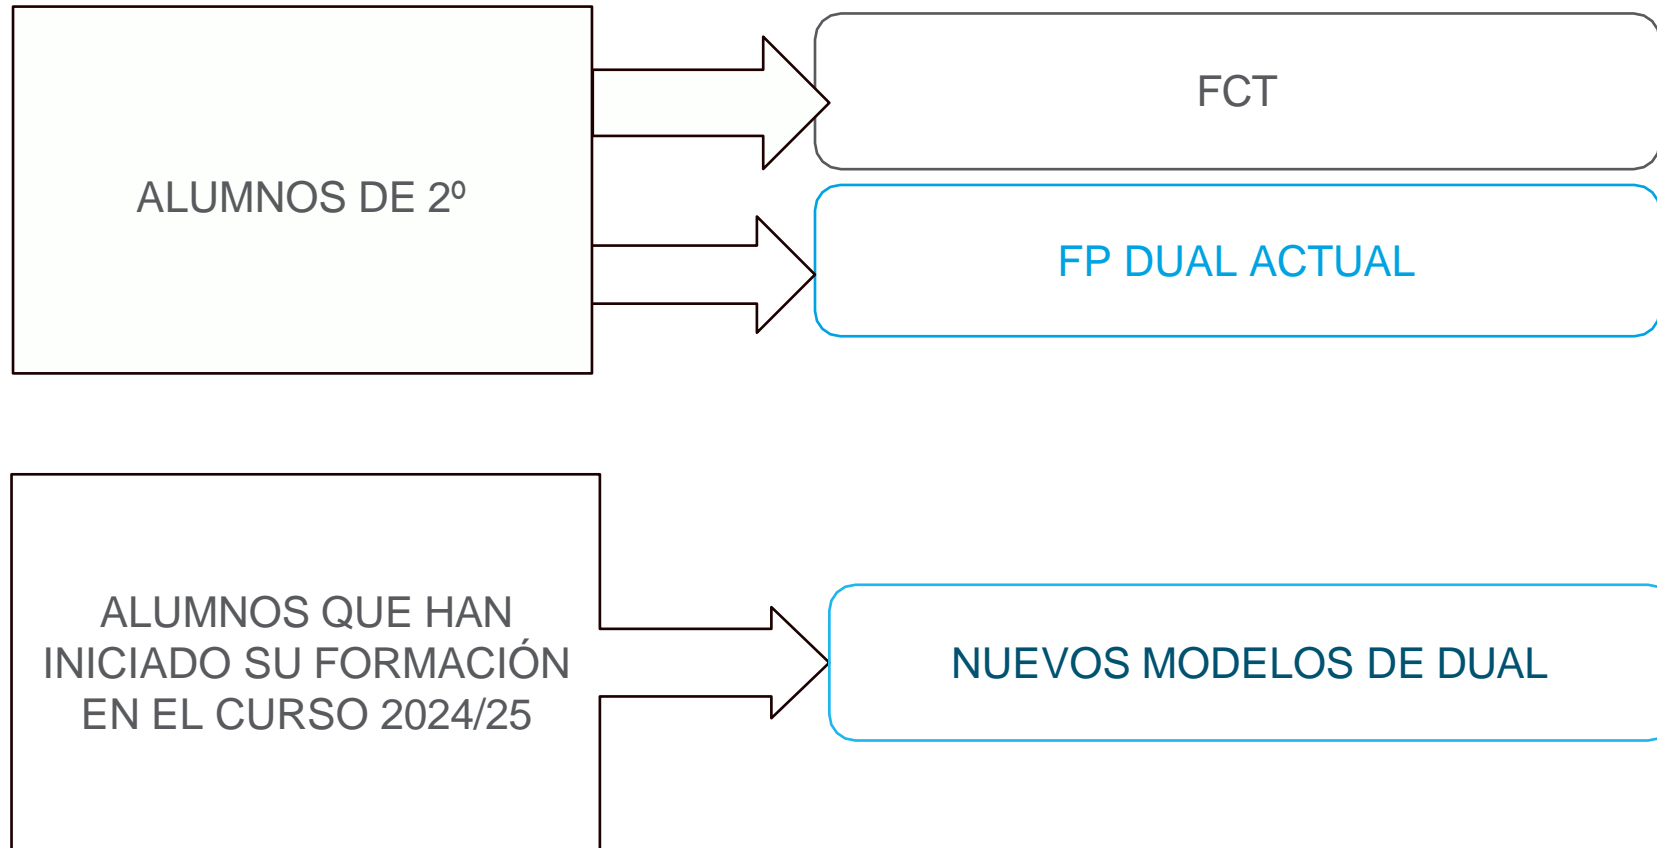 FCT
ALUMNOS DE 2º
FP DUAL ACTUAL
ALUMNOS QUE HAN
INICIADO SU FORMACIÓN
EN EL CURSO 2024/25
NUEVOS MODELOS DE DUAL